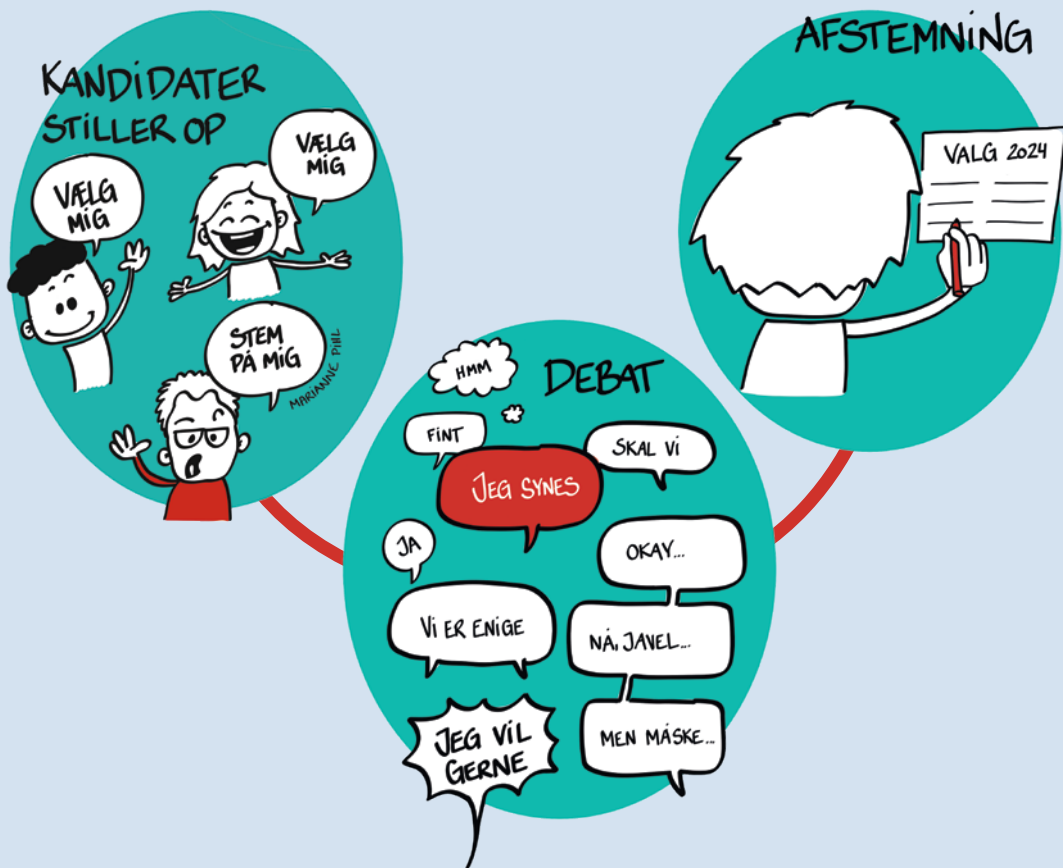 KANDIDATER
STILLER OP
VÆLG
MIG
VÆLG
MIG
STEM
PÅ MIG
MARIANNE PIHL
HMM
DEBAT
FINT
SKAL VI
JEG SYNES
JA
OKAY...
VI ER ENIGE
NÅ, JAVEL...
JEG VIL
GERNE
MEN MÅSKE...
AFSTEMNING
VALG 2024